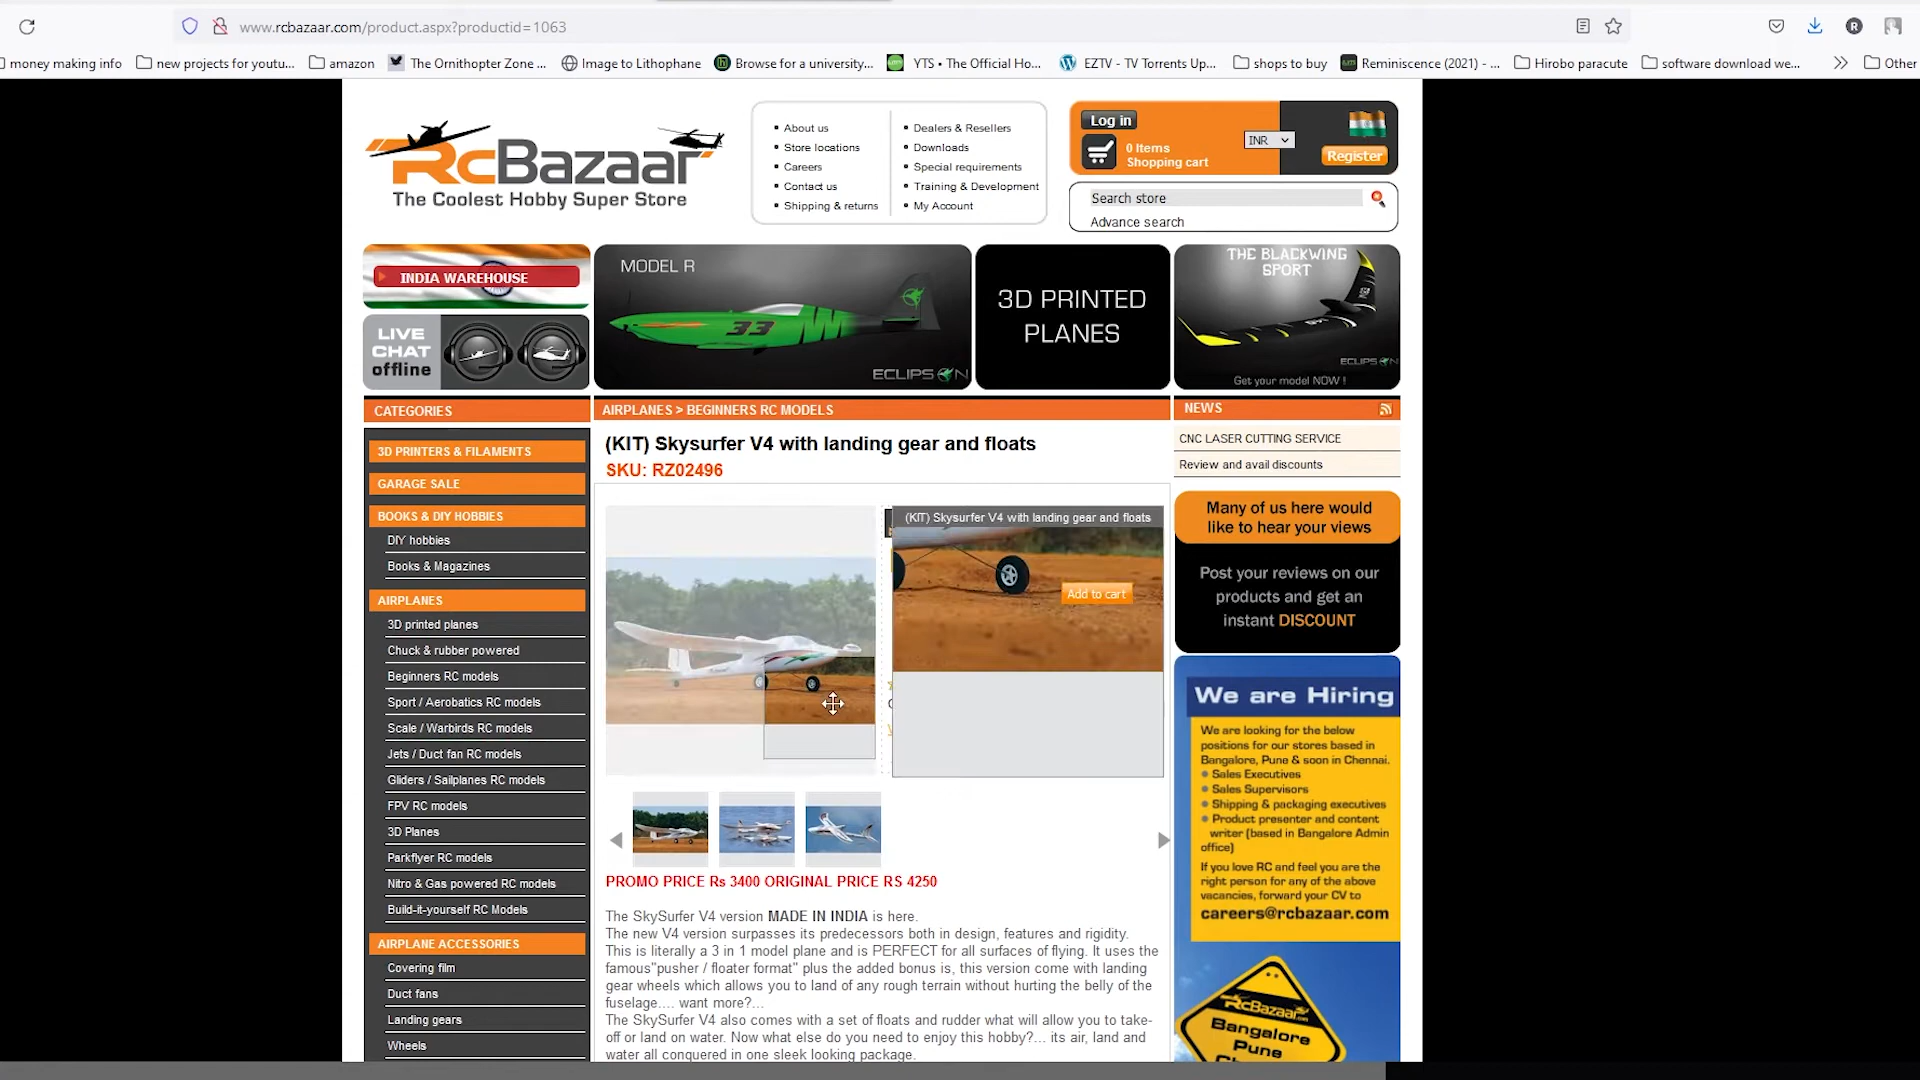 www.rcbazaar.com/product.aspx?productid=1063
R
money making info
new projects for youtu...
amazon
The Ornithopter Zone ...
Image to Lithophane
Browse for a university...
YTS • The Official Ho...
EZTV - TV Torrents Up...
shops to buy
Reminiscence (2021) - ...
Hirobo paracute
software download we...
Other
RcBazaar
The Coolest Hobby Super Store
About us
Store locations
Careers
Contact us
Shipping & returns
Dealers & Resellers
Downloads
Special requirements
Training & Development
My Account
Log in
0 Items
Shopping cart
INR
Register
Search store
Advance search
INDIA WAREHOUSE
LIVE
CHAT
offline
MODEL R
33
ECLIPSON
3D PRINTED
PLANES
THE BLACKWING
SPORT
ECLIPSON
Get your model NOW !
CATEGORIES
3D PRINTERS & FILAMENTS
GARAGE SALE
BOOKS & DIY HOBBIES
DIY hobbies
Books & Magazines
AIRPLANES
3D printed planes
Chuck & rubber powered
Beginners RC models
Sport / Aerobatics RC models
Scale / Warbirds RC models
Jets / Duct fan RC models
Gliders / Sailplanes RC models
FPV RC models
3D Planes
Parkflyer RC models
Nitro & Gas powered RC models
Build-it-yourself RC Models
AIRPLANE ACCESSORIES
Covering film
Duct fans
Landing gears
Wheels
AIRPLANES > BEGINNERS RC MODELS
(KIT) Skysurfer V4 with landing gear and floats
SKU: RZ02496
(KIT) Skysurfer V4 with landing gear and floats
Add to cart
PROMO PRICE Rs 3400 ORIGINAL PRICE RS 4250
The SkySurfer V4 version MADE IN INDIA is here.
The new V4 version surpasses its predecessors both in design, features and rigidity.
This is literally a 3 in 1 model plane and is PERFECT for all surfaces of flying. It uses the
famous"pusher / floater format" plus the added bonus is, this version come with landing
gear wheels which allows you to land of any rough terrain without hurting the belly of the
fuselage.... want more?...
The SkySurfer V4 also comes with a set of floats and rudder what will allow you to take-
off or land on water. Now what else do you need to enjoy this hobby?... its air, land and
water all conquered in one sleek looking package.
NEWS
CNC LASER CUTTING SERVICE
Review and avail discounts
Many of us here would
like to hear your views
Post your reviews on our
products and get an
instant DISCOUNT
We are Hiring
We are looking for the below
positions for our stores based in
Bangalore, Pune & soon in Chennai.
Sales Executives
Sales Supervisors
Shipping & packaging executives
Product presenter and content
writer (based in Bangalore Admin
office)
If you love RC and feel you are the
right person for any of the above
vacancies, forward your CV to
careers@rcbazaar.com
RcBazaar
Bangalore
Pune